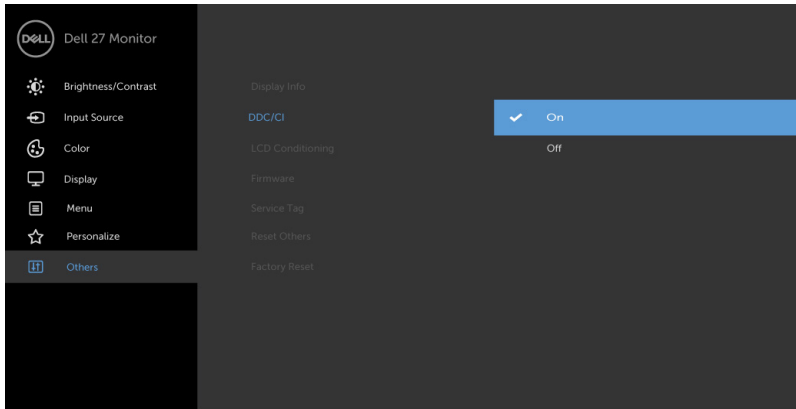 DELL Dell 27 Monitor
Brightness/Contrast
Input Source
Color
Display
Menu
Personalize
Others
Display Info
DDC/CI
LCD Conditioning
Firmware
Service Tag
Reset Others
Factory Reset
On
Off